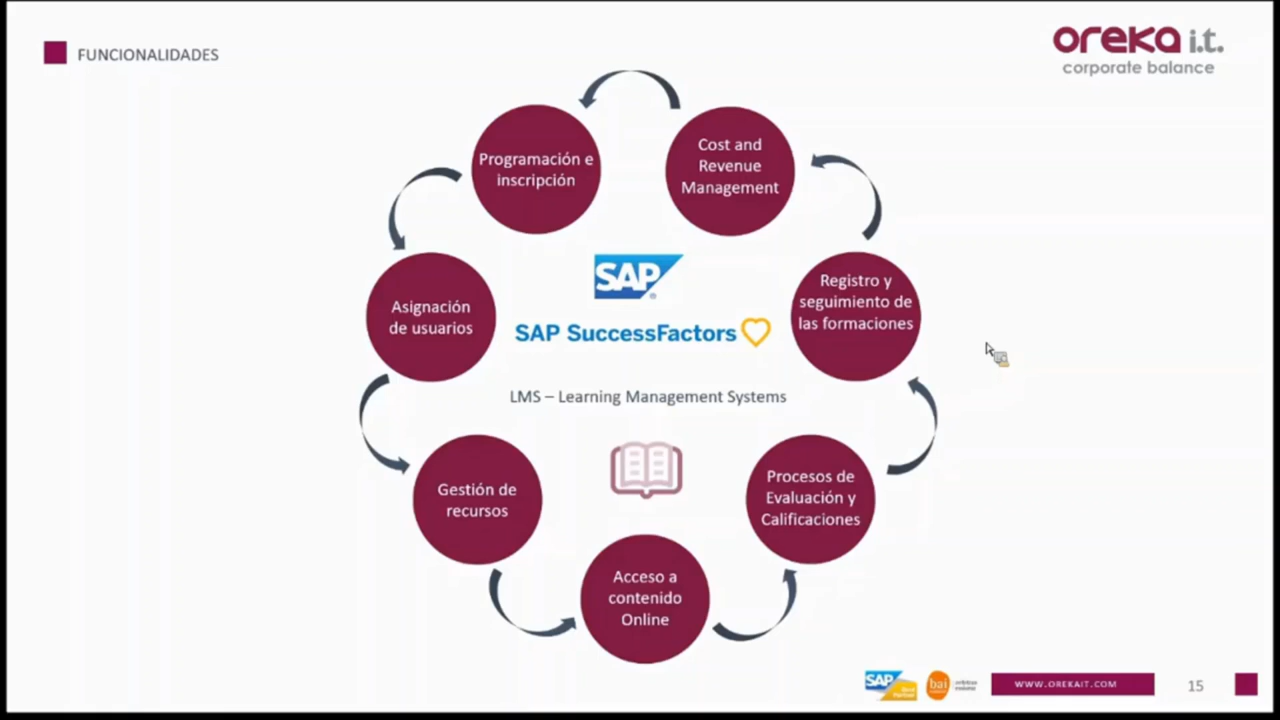 FUNCIONALIDADES
oreka i.t.
corporate balance
Programación e
inscripción
Cost and
Revenue
Management
Asignación
de usuarios
SAP
SAP SuccessFactors
Registro y
seguimiento de
las formaciones
LMS – Learning Management Systems
Gestión de
recursos
Procesos de
Evaluación y
Calificaciones
Acceso a
contenido
Online
SAP
bai
WWW.OREKAIT.COM
15